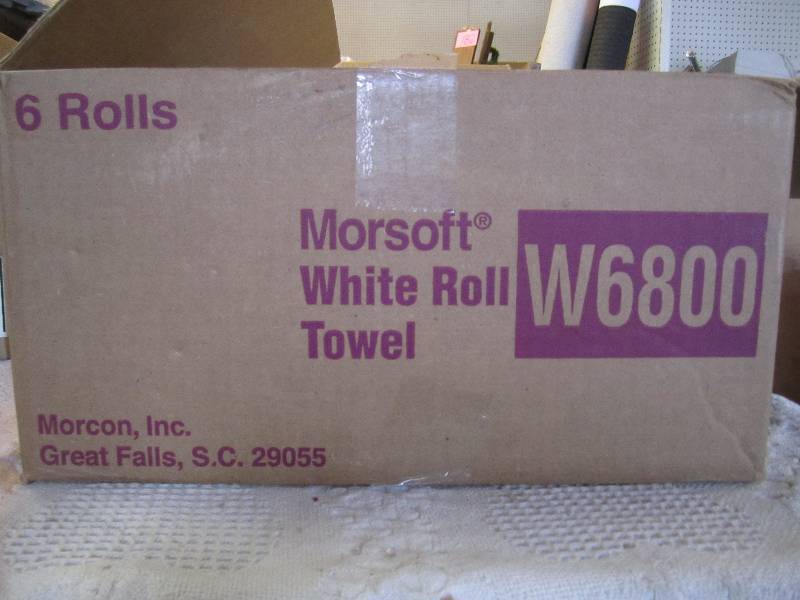 6 Rolls
Morsoft®
White Roll
Towel
W6800
Morcon, Inc.
Great Falls, S.C. 29055